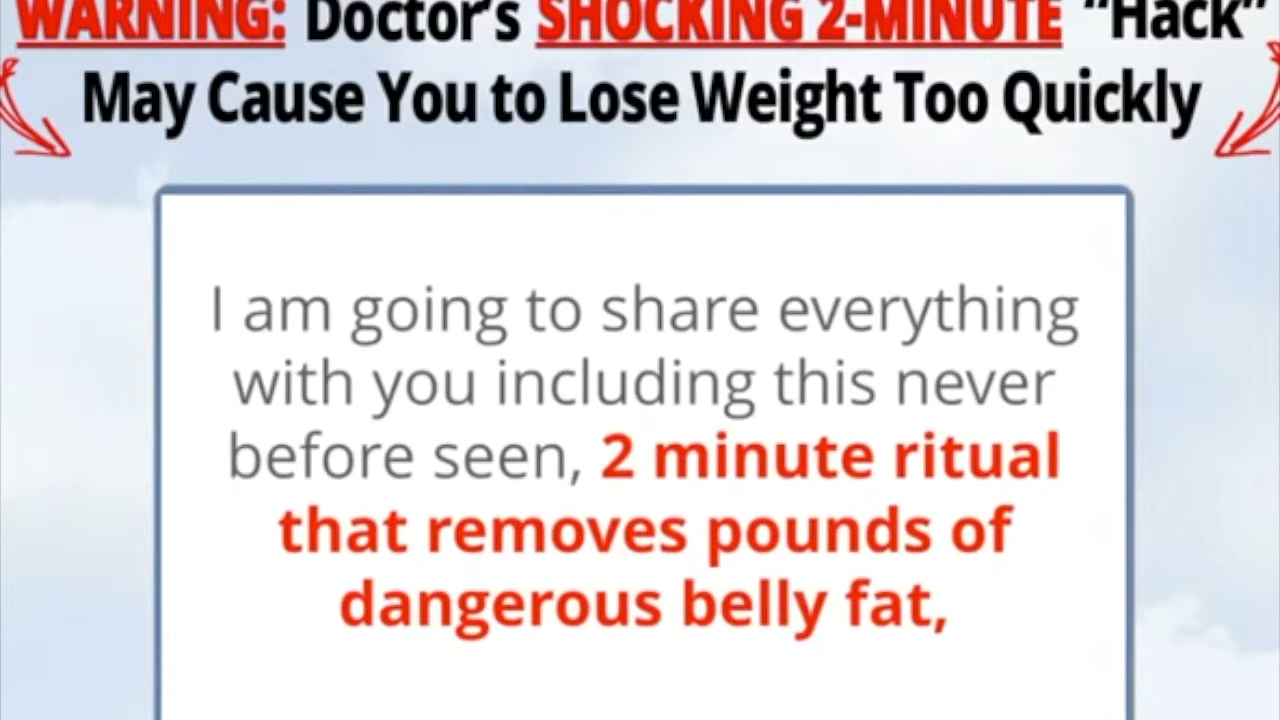 WARNING: Doctor's SHOCKING 2-MINUTE "Hack"
May Cause You to Lose Weight Too Quickly
I am going to share everything
with you including this never
before seen, 2 minute ritual
that removes pounds of
dangerous belly fat,